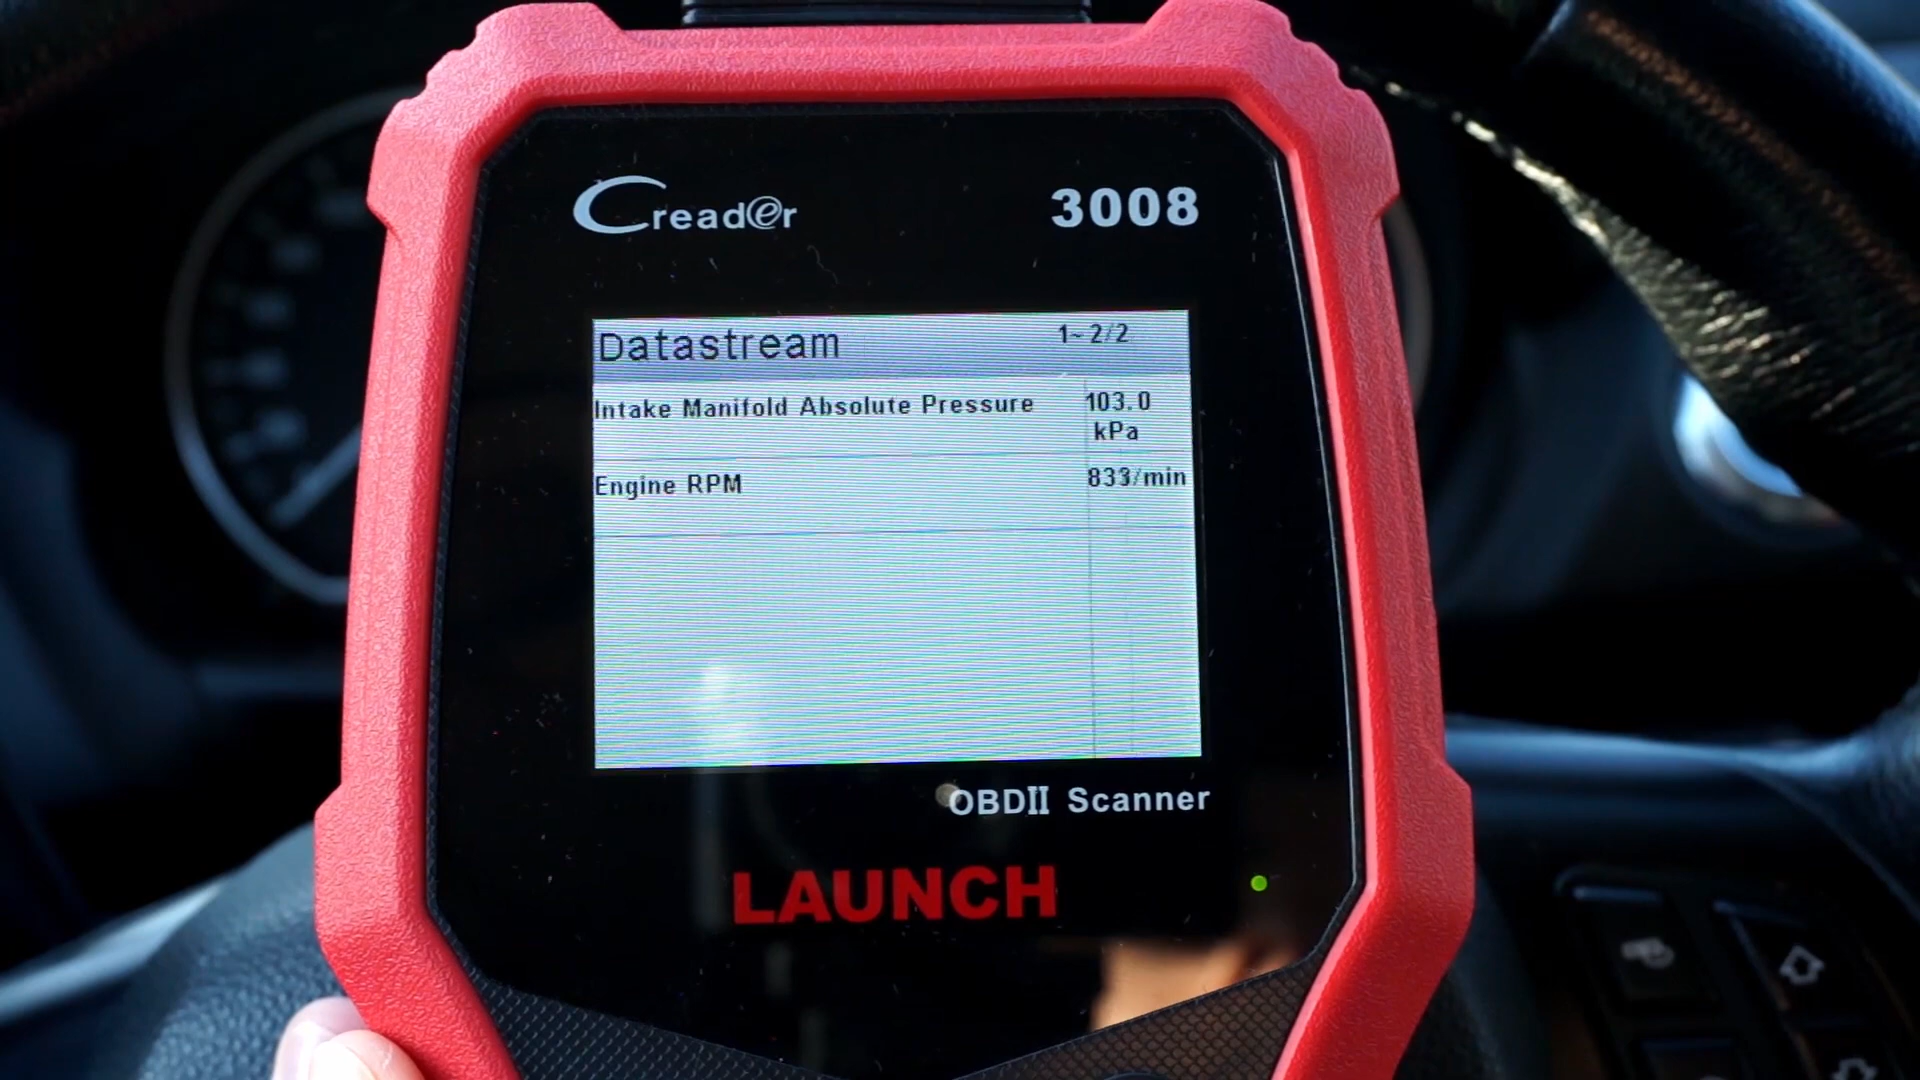 Creader 3008
Datastream 1~2/2
Intake Manifold Absolute Pressure 103.0
kPa
Engine RPM 833/min
OBDII Scanner
LAUNCH